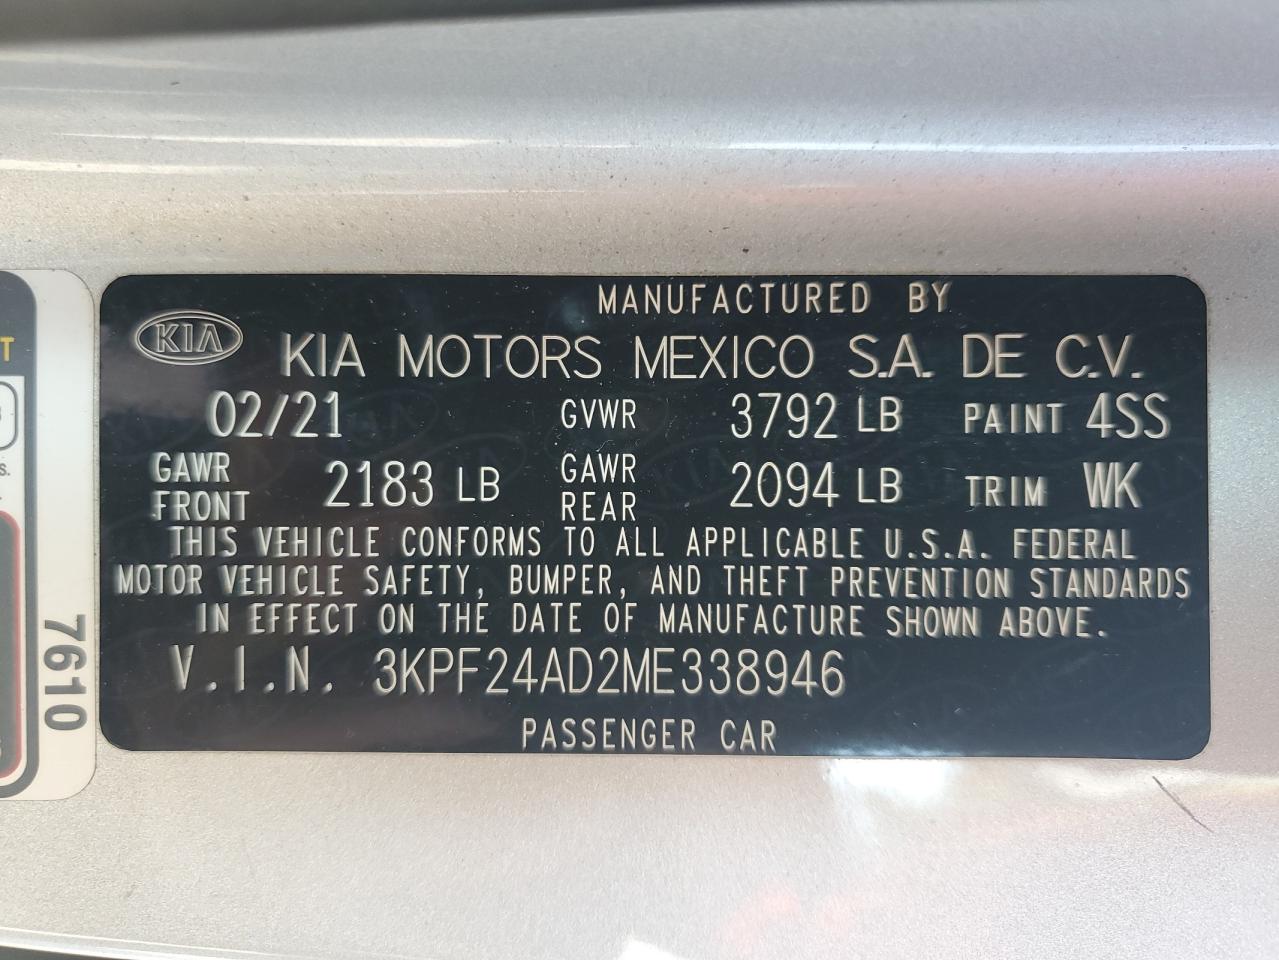 MANUFACTURED BY
KIA KIA MOTORS MEXICO S.A. DE C.V.
02/21 GVWR 3792 LB PAINT 4SS
GAWR FRONT 2183 LB GAWR REAR 2094 LB TRIM WK
THIS VEHICLE CONFORMS TO ALL APPLICABLE U.S.A. FEDERAL
MOTOR VEHICLE SAFETY, BUMPER, AND THEFT PREVENTION STANDARDS
IN EFFECT ON THE DATE OF MANUFACTURE SHOWN ABOVE.
V.I.N. 3KPF24AD2ME338946
PASSENGER CAR
7610